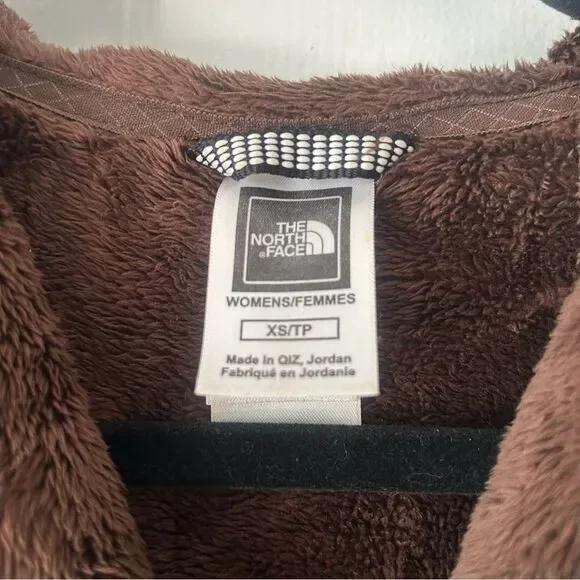 THE
NORTH
®FACE
WOMENS/FEMMES
XS/TP
Made in QIZ, Jordan
Fabriqué en Jordanie